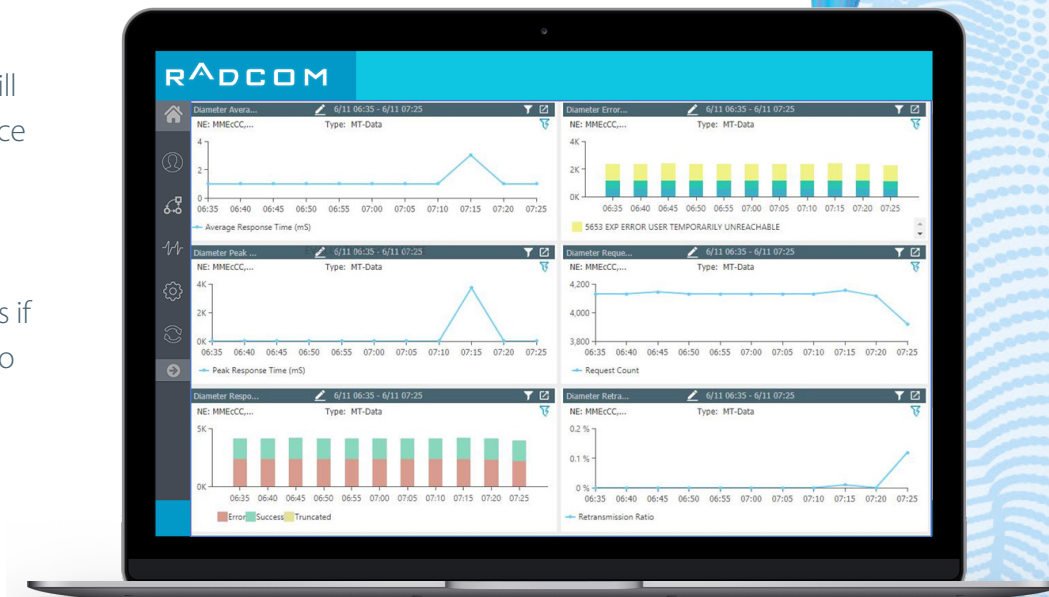 ill
ce
s if
o
RADCOM
Diameter Avera... 6/11 06:35 - 6/11 07:25
NE: MMEcCC,... Type: MT-Data
4
2
0
06:35 06:40 06:45 06:50 06:55 07:00 07:05 07:10 07:15 07:20 07:25
Average Response Time (mS)
Diameter Error... 6/11 06:35 - 6/11 07:25
NE: MMEcCC,... Type: MT-Data
4K
2K
0K
06:35 06:40 06:45 06:50 06:55 07:00 07:05 07:10 07:15 07:20 07:25
5653 EXP ERROR USER TEMPORARILY UNREACHABLE
Diameter Peak ... 6/11 06:35 - 6/11 07:25
NE: MMEcCC,... Type: MT-Data
4K
2K
0K
06:35 06:40 06:45 06:50 06:55 07:00 07:05 07:10 07:15 07:20 07:25
Peak Response Time (mS)
Diameter Reque... 6/11 06:35 - 6/11 07:25
NE: MMEcCC,... Type: MT-Data
4,200
4,000
3,800
06:35 06:40 06:45 06:50 06:55 07:00 07:05 07:10 07:15 07:20 07:25
Request Count
Diameter Respo... 6/11 06:35 - 6/11 07:25
NE: MMEcCC,... Type: MT-Data
5K
0K
06:35 06:40 06:45 06:50 06:55 07:00 07:05 07:10 07:15 07:20 07:25
Error Success Truncated
Diameter Retra... 6/11 06:35 - 6/11 07:25
NE: MMEcCC,... Type: MT-Data
0.2 %
0.1 %
0 %
06:35 06:40 06:45 06:50 06:55 07:00 07:05 07:10 07:15 07:20 07:25
Retransmission Ratio